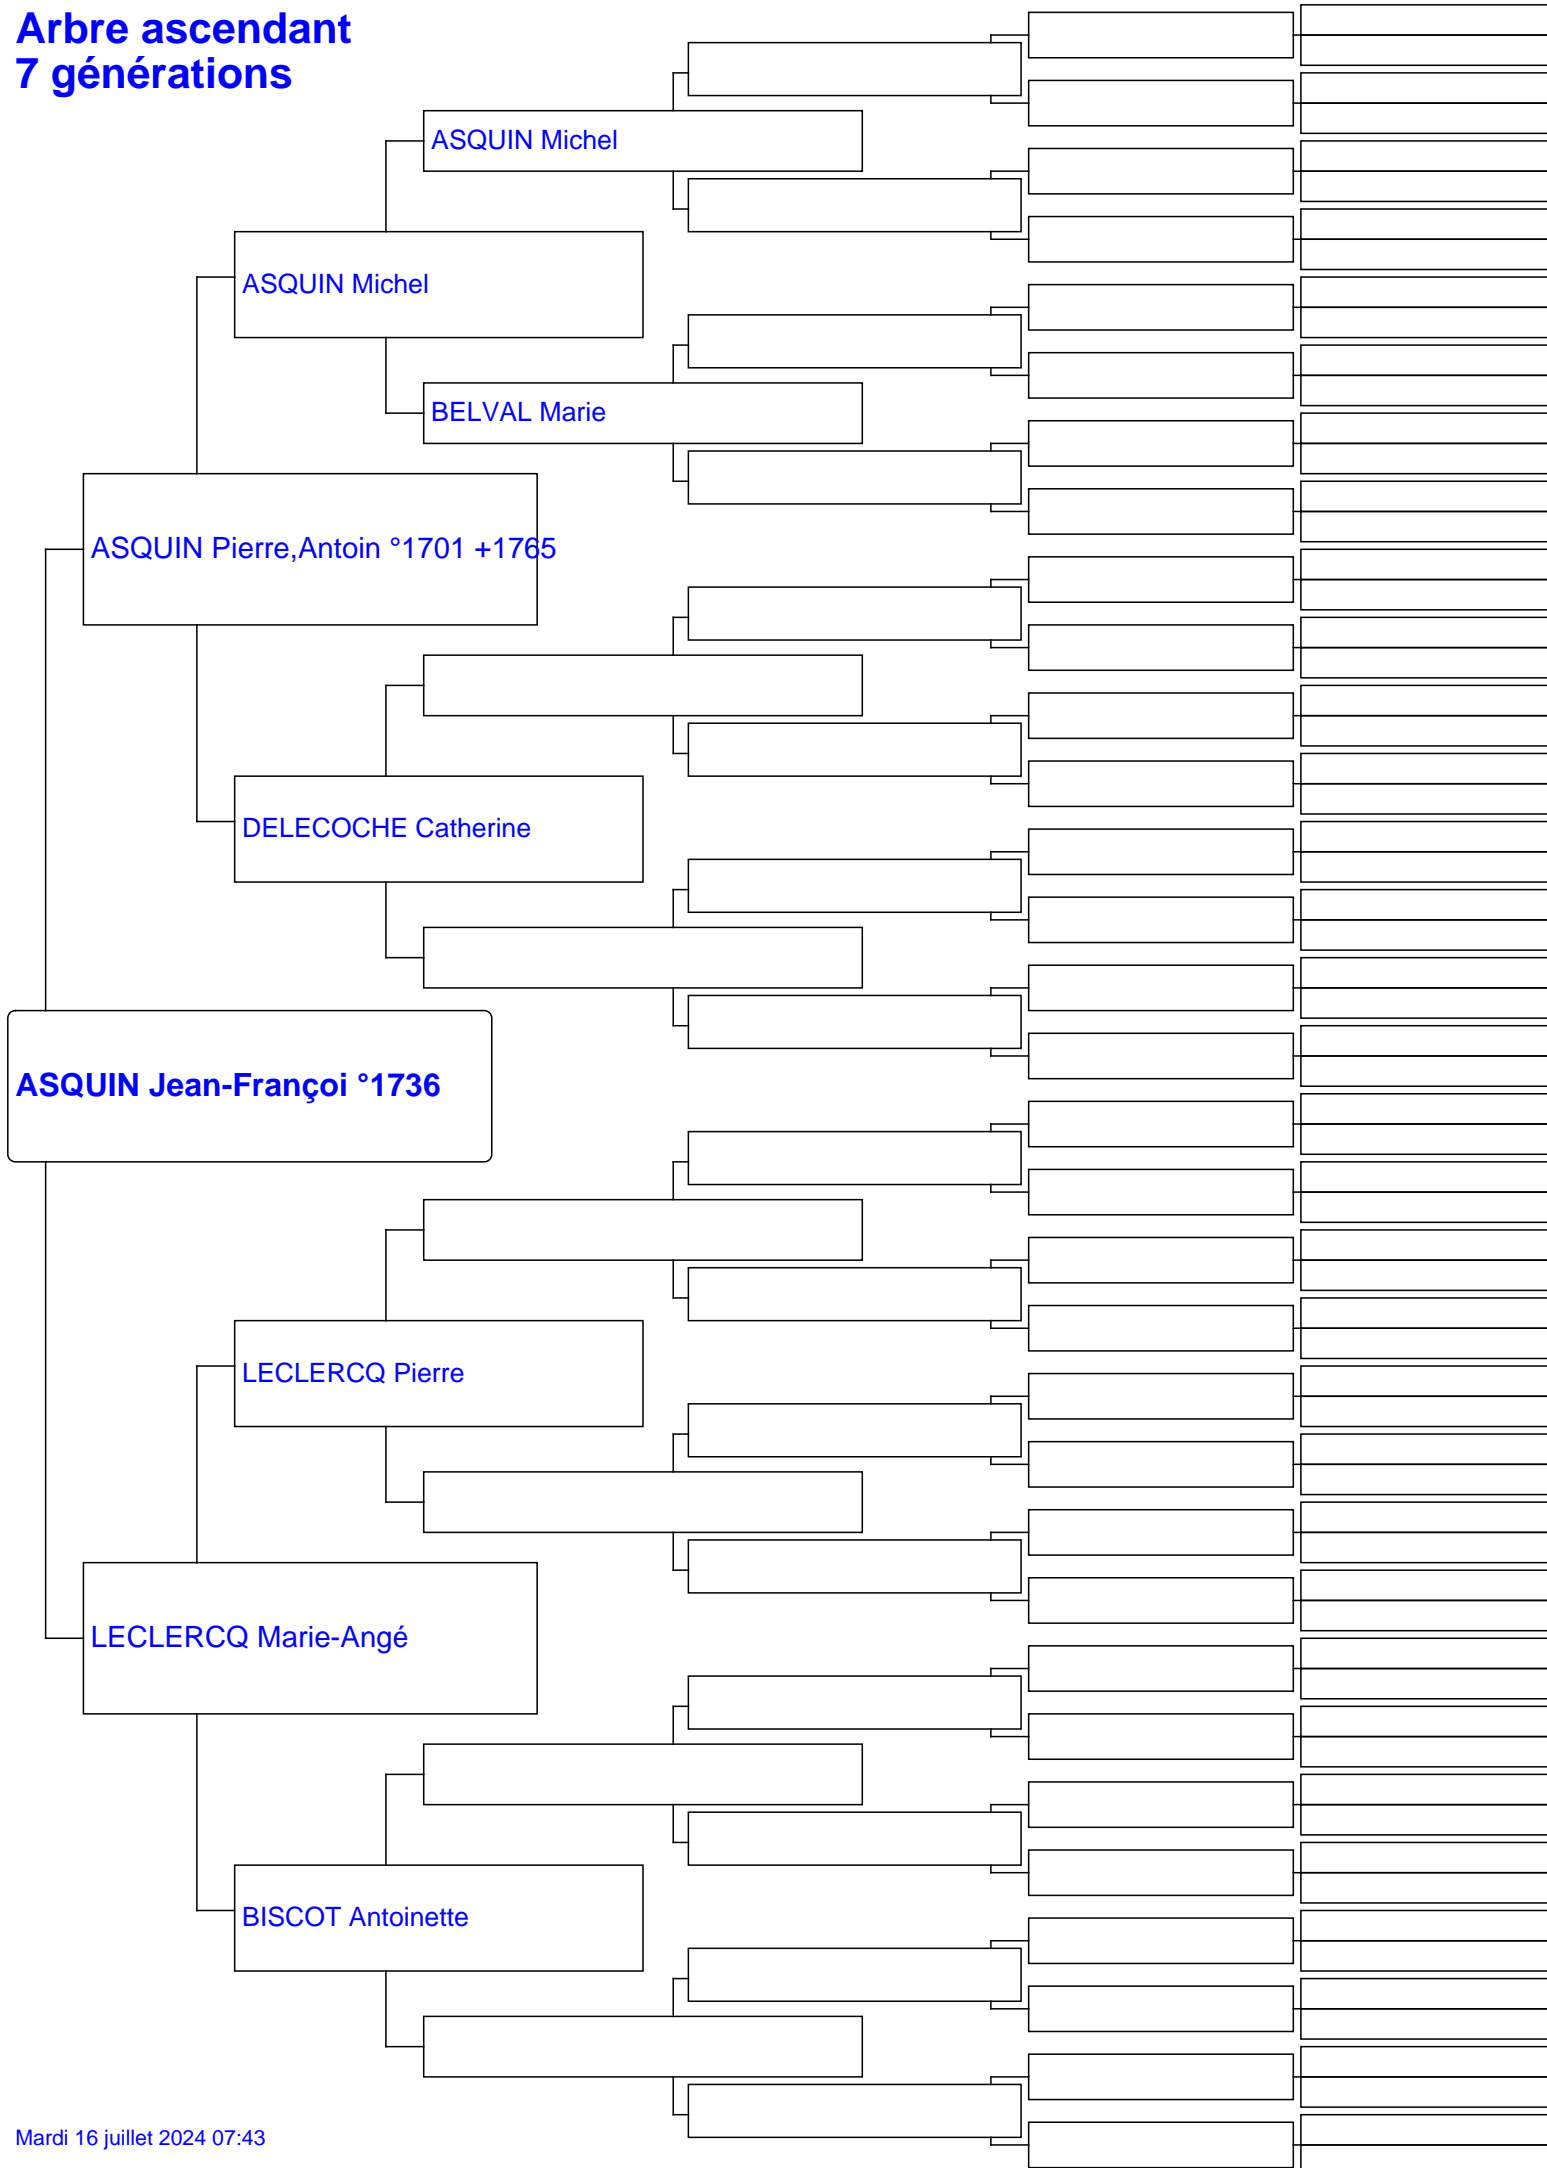 Arbre ascendant
7 générations
ASQUIN Michel
ASQUIN Michel
BELVAL Marie
ASQUIN Pierre,Antoin °1701 +1765
DELECOCHE Catherine
ASQUIN Jean-Françoi °1736
LECLERCQ Pierre
LECLERCQ Marie-Angé
BISCOT Antoinette
Mardi 16 juillet 2024 07:43